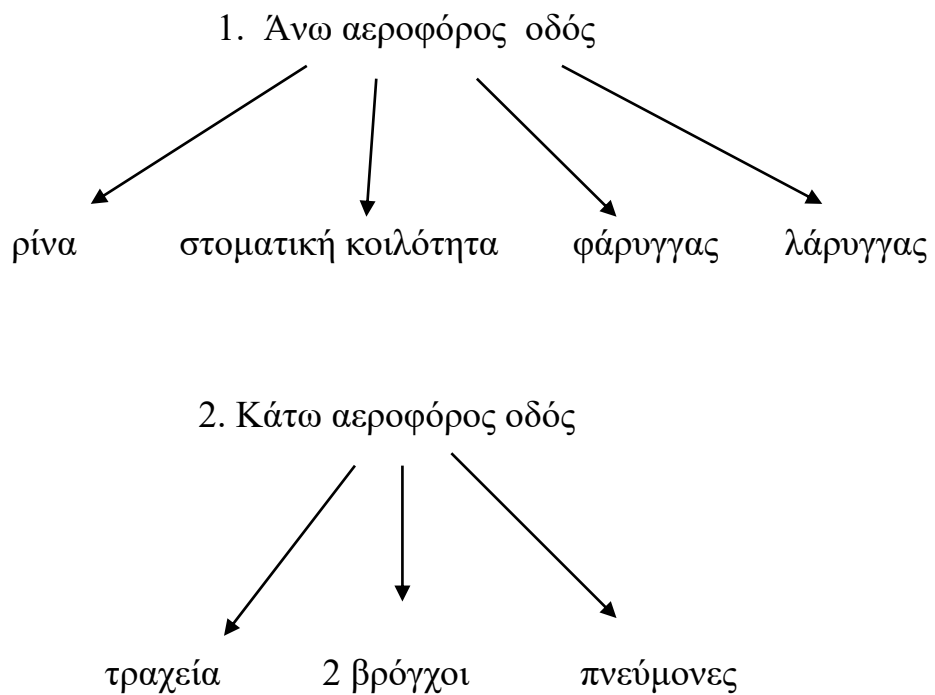 1. Άνω αεροφόρος οδός
ρίνα στοματική κοιλότητα φάρυγγας λάρυγγας
2. Κάτω αεροφόρος οδός
τραχεία 2 βρόγχοι πνεύμονες